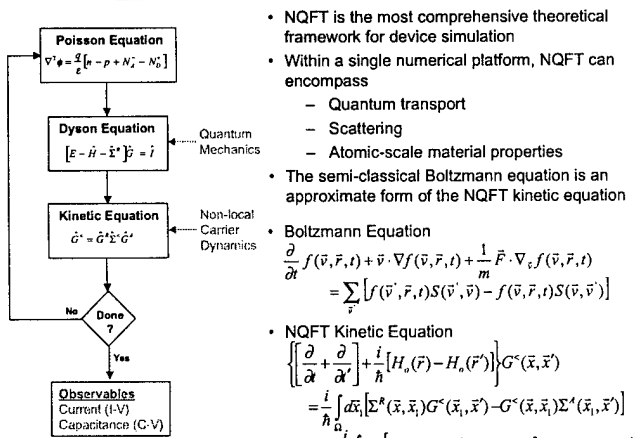 Poisson Equation
∇²ϕ = q/ε [n − p + N_A⁻ − N_D⁺]
Dyson Equation
[E − Ĥ − Σ̂^R]Ĝ = Î
Quantum
Mechanics
Kinetic Equation
Ĝ^< = Ĝ^R Σ̂^< Ĝ^A
Non-local
Carrier
Dynamics
No
Done
?
Yes
Observables
Current (I-V)
Capacitance (C-V)
• NQFT is the most comprehensive theoretical
framework for device simulation
• Within a single numerical platform, NQFT can
encompass
– Quantum transport
– Scattering
– Atomic-scale material properties
• The semi-classical Boltzmann equation is an
approximate form of the NQFT kinetic equation
• Boltzmann Equation
∂/∂t f(v⃗,r⃗,t) + v⃗·∇f(v⃗,r⃗,t) + 1/m F⃗·∇_v⃗ f(v⃗,r⃗,t)
= Σ_v⃗' [f(v⃗',r⃗,t)S(v⃗',v⃗) − f(v⃗,r⃗,t)S(v⃗,v⃗')]
• NQFT Kinetic Equation
{[∂/∂t + ∂/∂t'] + i/ħ [H_o(r⃗) − H_o(r⃗')]}G^<(x⃗,x⃗')
= i/ħ ∫_Ω dx⃗₁[Σ^R(x⃗,x⃗₁)G^<(x⃗₁,x⃗') − G^<(x⃗,x⃗₁)Σ^A(x⃗₁,x⃗')]